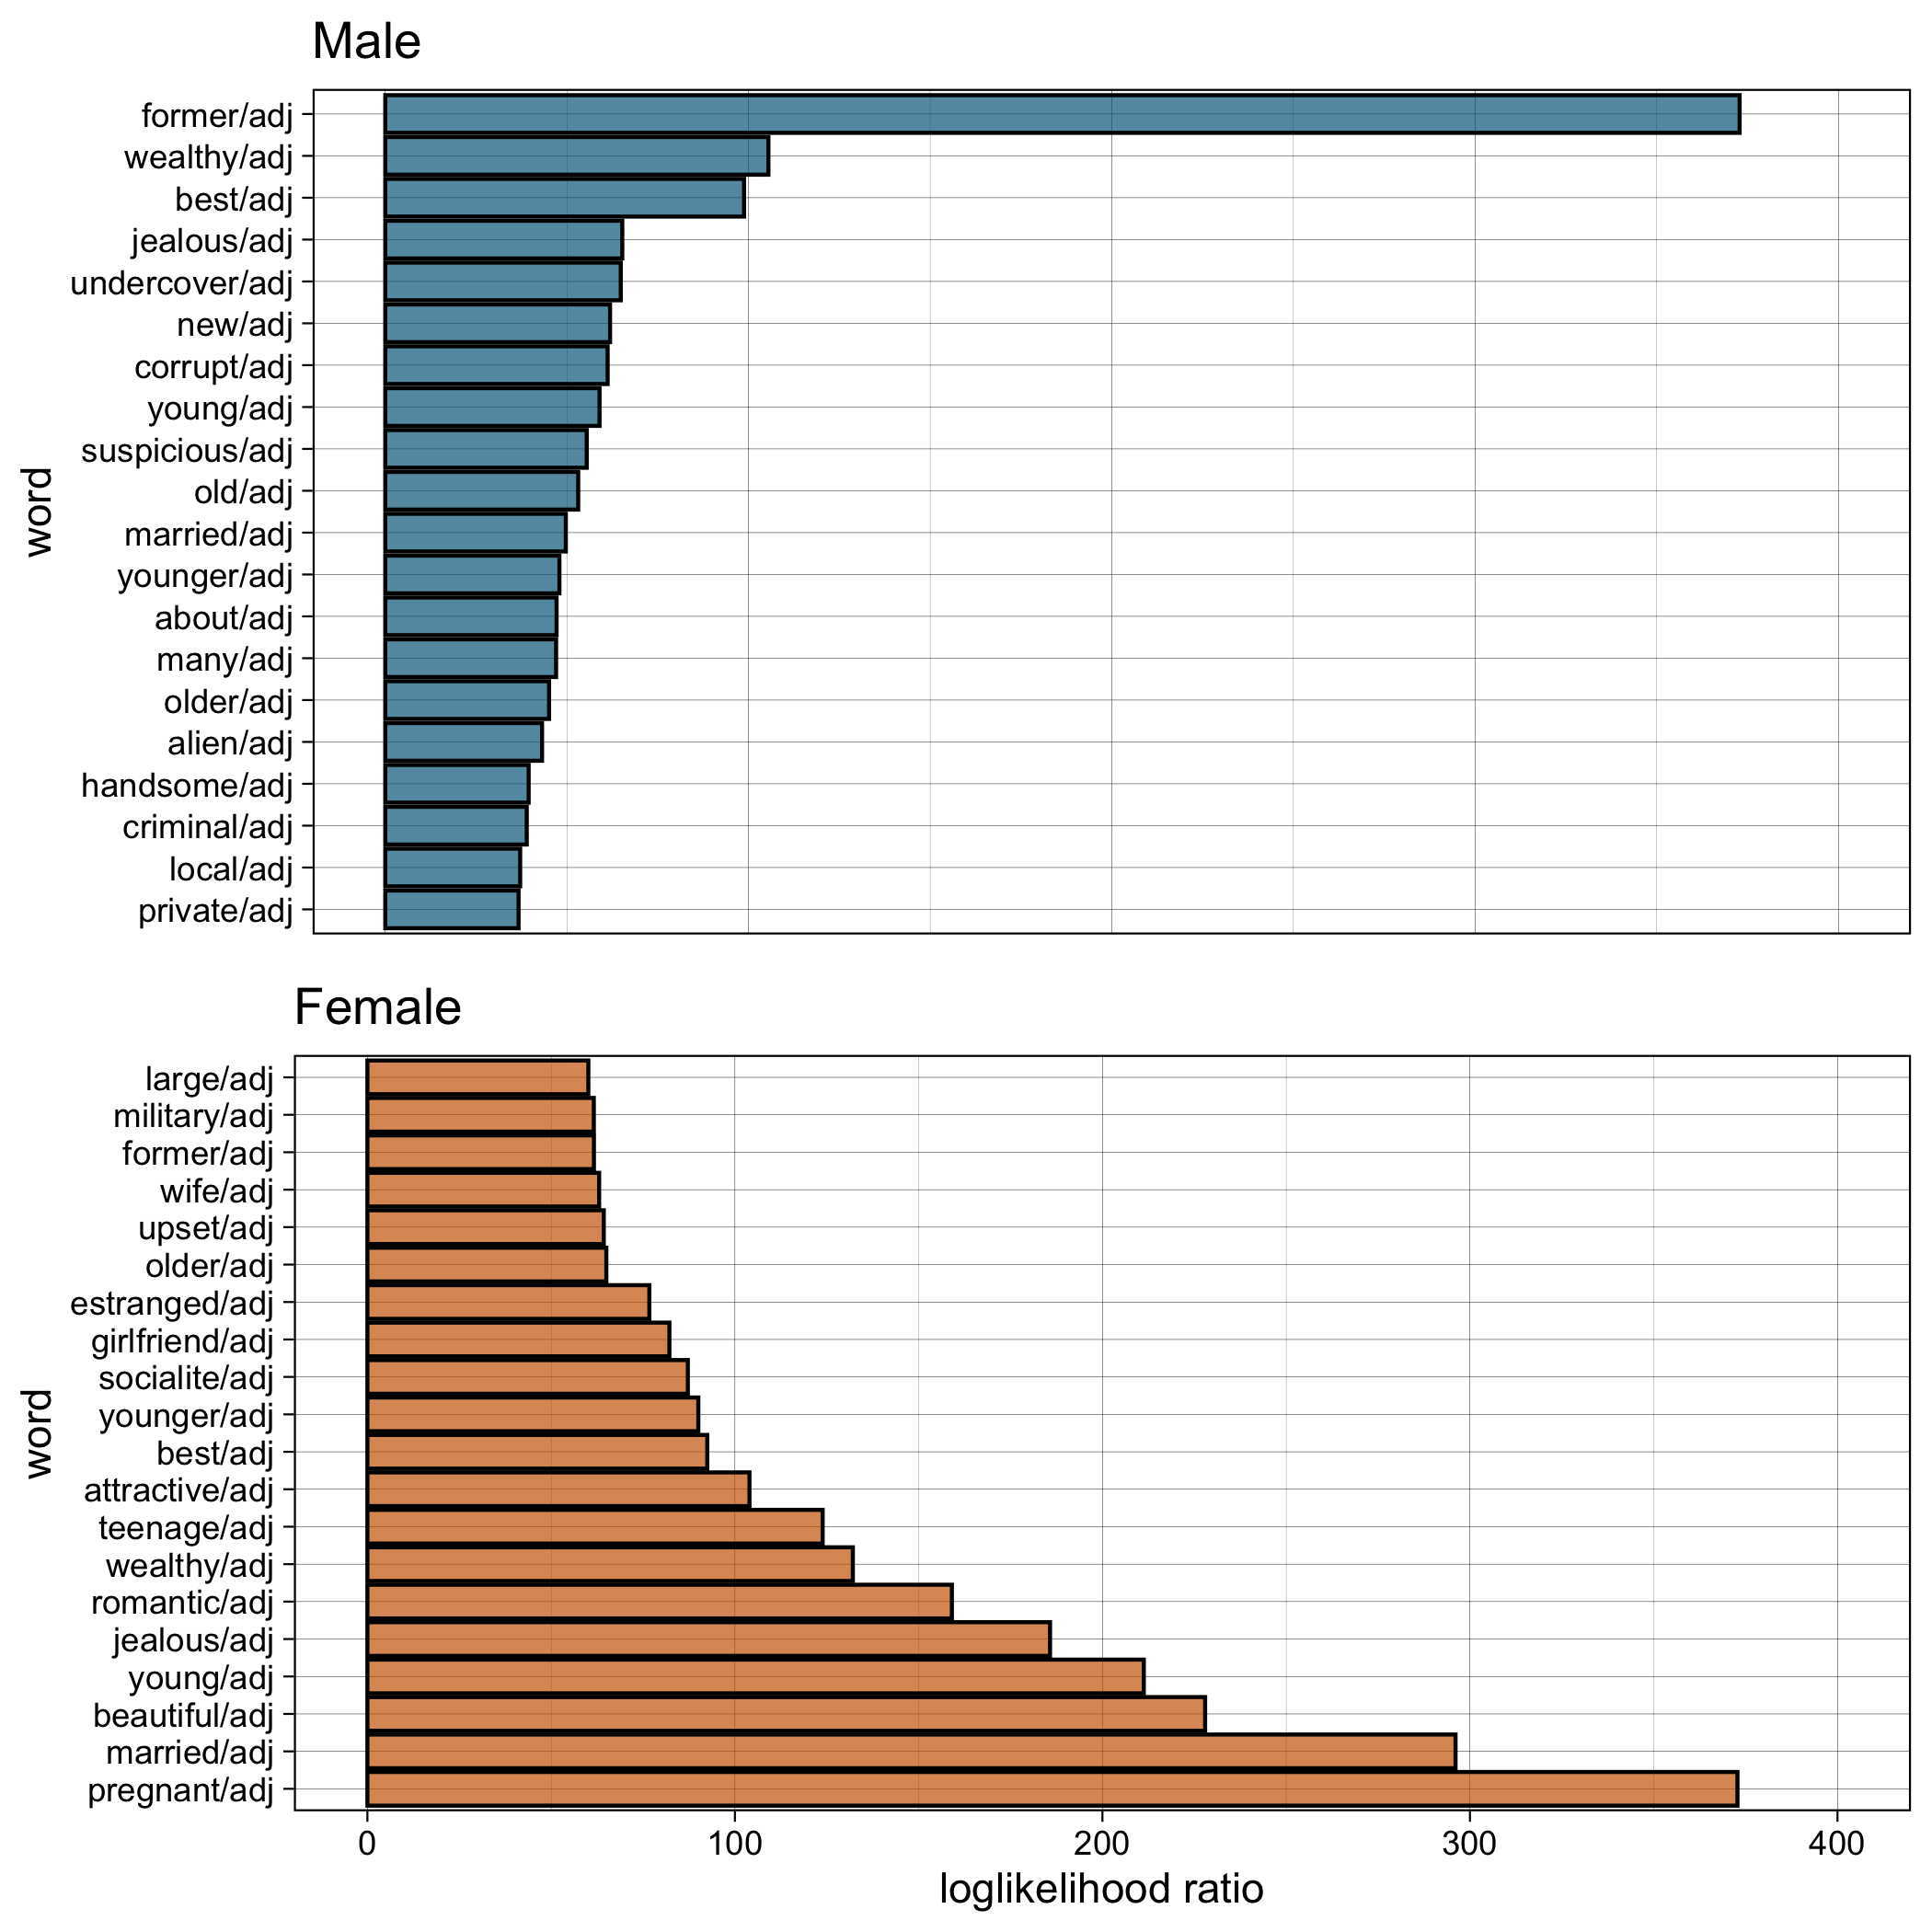 Male
former/adj
wealthy/adj
best/adj
jealous/adj
undercover/adj
new/adj
corrupt/adj
young/adj
suspicious/adj
old/adj
married/adj
younger/adj
about/adj
many/adj
older/adj
alien/adj
handsome/adj
criminal/adj
local/adj
private/adj
word
Female
large/adj
military/adj
former/adj
wife/adj
upset/adj
older/adj
estranged/adj
girlfriend/adj
socialite/adj
younger/adj
best/adj
attractive/adj
teenage/adj
wealthy/adj
romantic/adj
jealous/adj
young/adj
beautiful/adj
married/adj
pregnant/adj
word
0 100 200 300 400
loglikelihood ratio